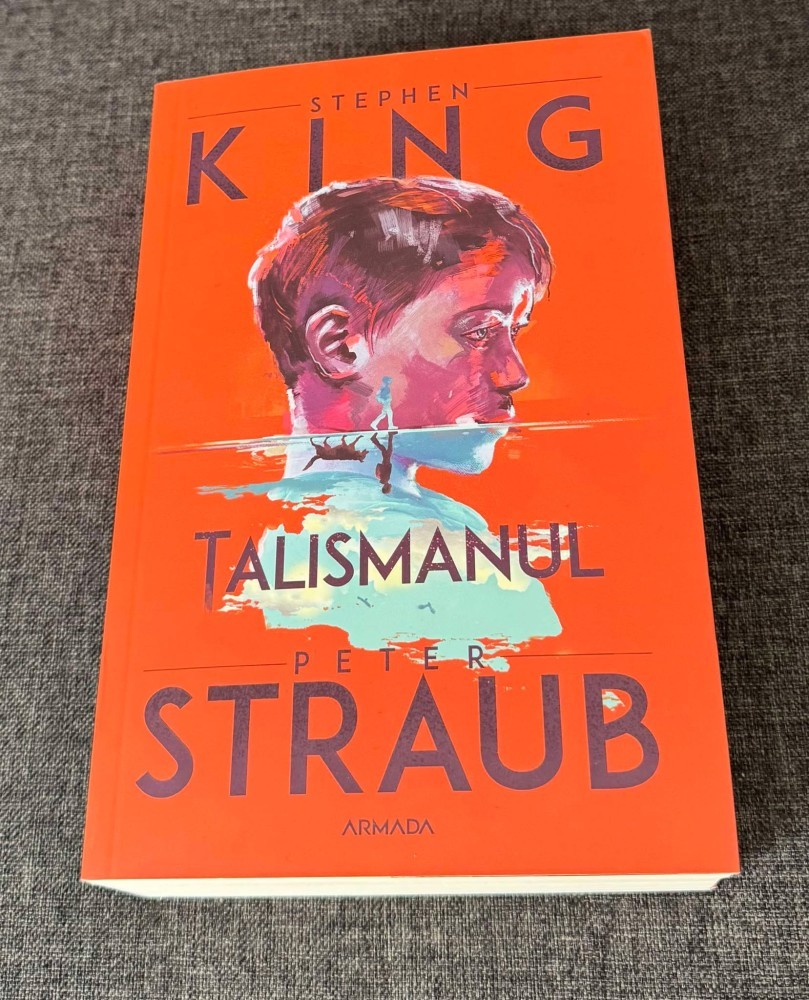 STEPHEN
KING
TALISMANUL
PETER
STRAUB
ARMADA